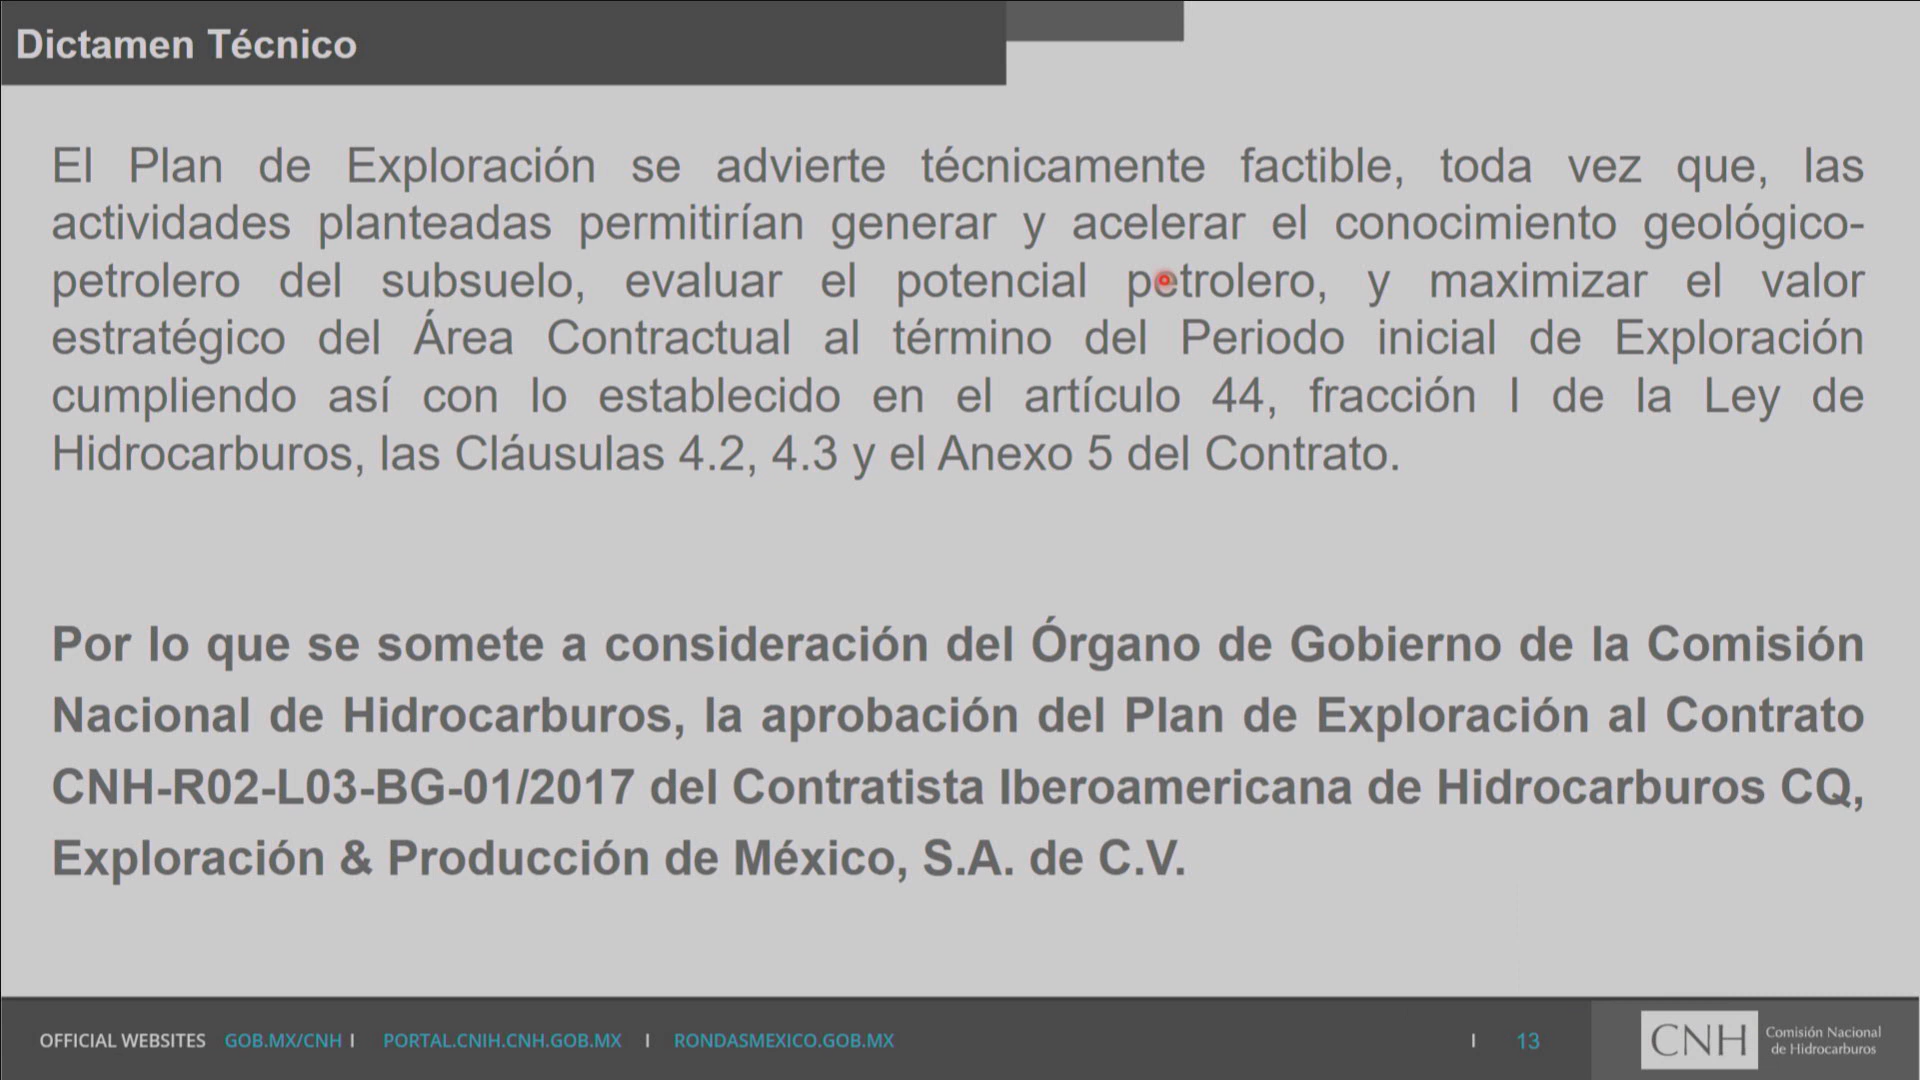 Dictamen Técnico
El Plan de Exploración se advierte técnicamente factible, toda vez que, las
actividades planteadas permitirían generar y acelerar el conocimiento geológico-
petrolero del subsuelo, evaluar el potencial petrolero, y maximizar el valor
estratégico del Área Contractual al término del Periodo inicial de Exploración
cumpliendo así con lo establecido en el artículo 44, fracción I de la Ley de
Hidrocarburos, las Cláusulas 4.2, 4.3 y el Anexo 5 del Contrato.
Por lo que se somete a consideración del Órgano de Gobierno de la Comisión
Nacional de Hidrocarburos, la aprobación del Plan de Exploración al Contrato
CNH-R02-L03-BG-01/2017 del Contratista Iberoamericana de Hidrocarburos CQ,
Exploración & Producción de México, S.A. de C.V.
OFFICIAL WEBSITES GOB.MX/CNH I PORTAL.CNIH.CNH.GOB.MX I RONDASMEXICO.GOB.MX I 13
CNH
Comisión Nacional
de Hidrocarburos